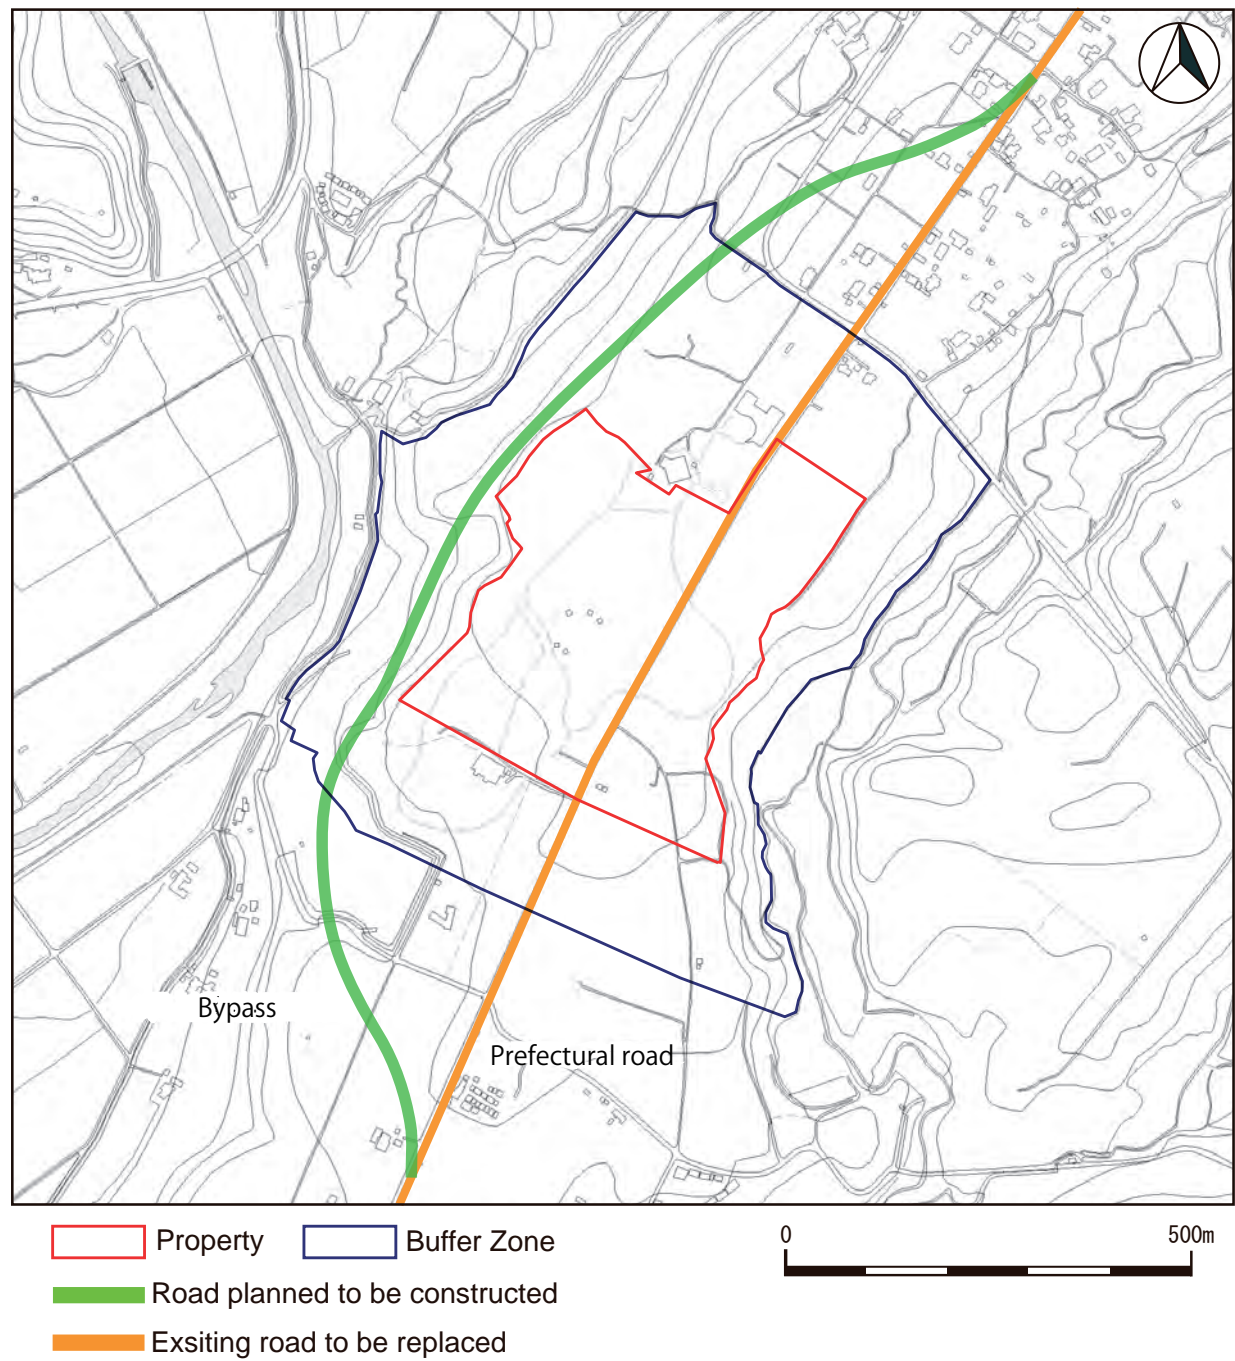 Bypass
Prefectural road
Property
Buffer Zone
0
500m
Road planned to be constructed
Exsiting road to be replaced